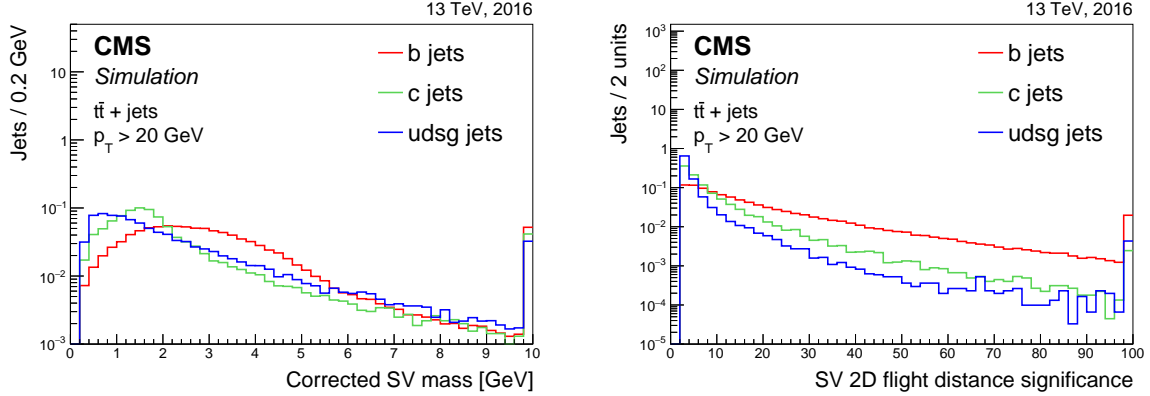 13 TeV, 2016
CMS
Simulation
tt̄ + jets
p_T > 20 GeV
b jets
c jets
udsg jets
Jets / 0.2 GeV
10
1
10⁻¹
10⁻²
10⁻³
0 1 2 3 4 5 6 7 8 9 10
Corrected SV mass [GeV]
13 TeV, 2016
CMS
Simulation
tt̄ + jets
p_T > 20 GeV
b jets
c jets
udsg jets
Jets / 2 units
10³
10²
10
1
10⁻¹
10⁻²
10⁻³
10⁻⁴
10⁻⁵
0 10 20 30 40 50 60 70 80 90 100
SV 2D flight distance significance